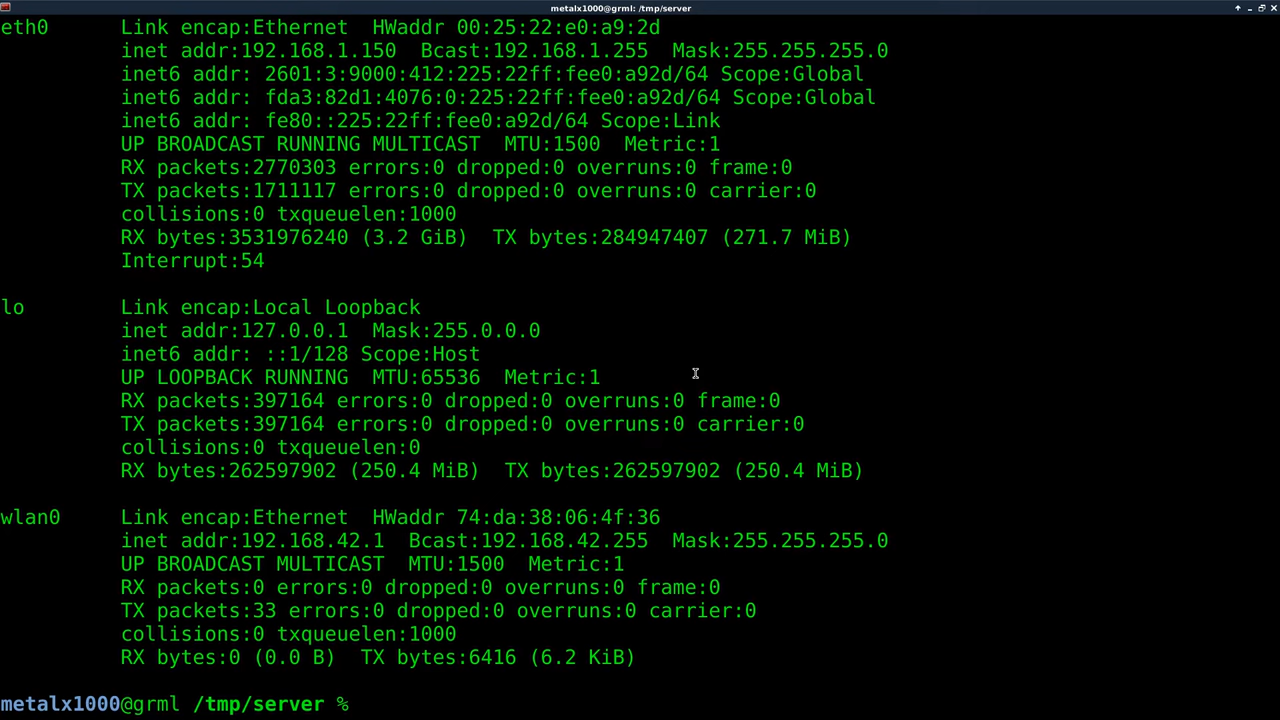 metalx1000@grml: /tmp/server
eth0 Link encap:Ethernet HWaddr 00:25:22:e0:a9:2d
inet addr:192.168.1.150 Bcast:192.168.1.255 Mask:255.255.255.0
inet6 addr: 2601:3:9000:412:225:22ff:fee0:a92d/64 Scope:Global
inet6 addr: fda3:82d1:4076:0:225:22ff:fee0:a92d/64 Scope:Global
inet6 addr: fe80::225:22ff:fee0:a92d/64 Scope:Link
UP BROADCAST RUNNING MULTICAST MTU:1500 Metric:1
RX packets:2770303 errors:0 dropped:0 overruns:0 frame:0
TX packets:1711117 errors:0 dropped:0 overruns:0 carrier:0
collisions:0 txqueuelen:1000
RX bytes:3531976240 (3.2 GiB) TX bytes:284947407 (271.7 MiB)
Interrupt:54
lo Link encap:Local Loopback
inet addr:127.0.0.1 Mask:255.0.0.0
inet6 addr: ::1/128 Scope:Host
UP LOOPBACK RUNNING MTU:65536 Metric:1
RX packets:397164 errors:0 dropped:0 overruns:0 frame:0
TX packets:397164 errors:0 dropped:0 overruns:0 carrier:0
collisions:0 txqueuelen:0
RX bytes:262597902 (250.4 MiB) TX bytes:262597902 (250.4 MiB)
wlan0 Link encap:Ethernet HWaddr 74:da:38:06:4f:36
inet addr:192.168.42.1 Bcast:192.168.42.255 Mask:255.255.255.0
UP BROADCAST MULTICAST MTU:1500 Metric:1
RX packets:0 errors:0 dropped:0 overruns:0 frame:0
TX packets:33 errors:0 dropped:0 overruns:0 carrier:0
collisions:0 txqueuelen:1000
RX bytes:0 (0.0 B) TX bytes:6416 (6.2 KiB)
metalx1000@grml /tmp/server %